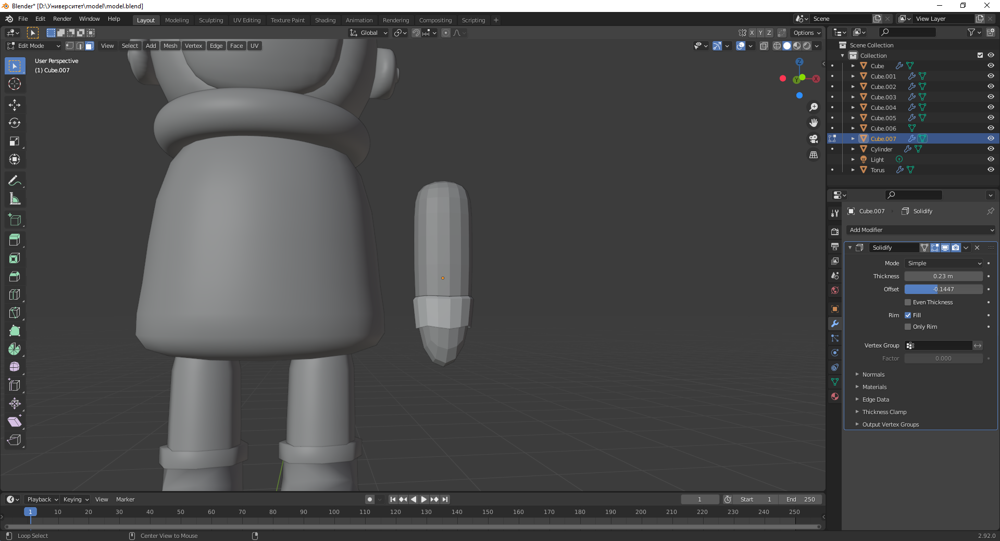 Blender* [D:\Университет\model\model.blend]
File Edit Render Window Help Layout Modeling Sculpting UV Editing Texture Paint Shading Animation Rendering Compositing Scripting + Scene View Layer
Global X Y Z Options
Edit Mode View Select Add Mesh Vertex Edge Face UV
User Perspective
(1) Cube.007
Z
Y
X
Scene Collection
Collection
Cube
Cube.001
Cube.002
Cube.003
Cube.004
Cube.005
Cube.006
Cube.007
Cylinder
Light
Torus
Cube.007 Solidify
Add Modifier
Solidify
Mode Simple
Thickness 0.23 m
Offset -0.1447
Even Thickness
Rim Fill
Only Rim
Vertex Group
Factor 0.000
Normals
Materials
Edge Data
Thickness Clamp
Output Vertex Groups
Playback Keying View Marker 1 Start 1 End 250
1 10 20 30 40 50 60 70 80 90 100 110 120 130 140 150 160 170 180 190 200 210 220 230 240 250
Loop Select Center View to Mouse 2.92.0